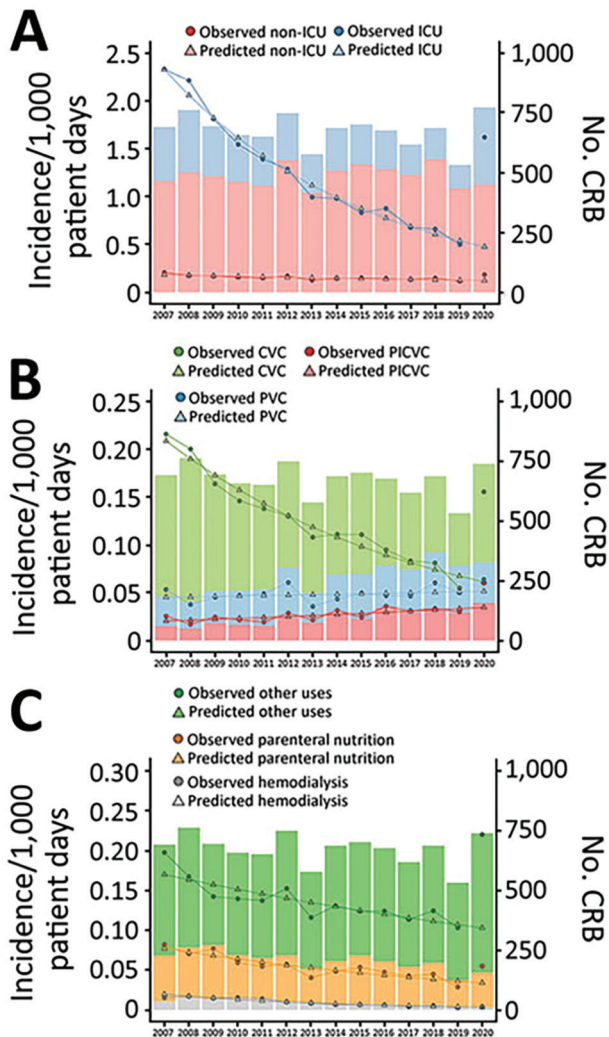 A
Observed non-ICU Observed ICU
Predicted non-ICU Predicted ICU
Incidence/1,000
patient days
2.5
2.0
1.5
1.0
0.5
0
1,000
750
500
250
0
No. CRB
2007 2008 2009 2010 2011 2012 2013 2014 2015 2016 2017 2018 2019 2020
B
Observed CVC Observed PICVC
Predicted CVC Predicted PICVC
Observed PVC
Predicted PVC
Incidence/1,000
patient days
0.25
0.20
0.15
0.10
0.05
0
1,000
750
500
250
0
No. CRB
2007 2008 2009 2010 2011 2012 2013 2014 2015 2016 2017 2018 2019 2020
C
Observed other uses
Predicted other uses
Observed parenteral nutrition
Predicted parenteral nutrition
Observed hemodialysis
Predicted hemodialysis
Incidence/1,000
patient days
0.30
0.25
0.20
0.15
0.10
0.05
0
1,000
750
500
250
0
No. CRB
2007 2008 2009 2010 2011 2012 2013 2014 2015 2016 2017 2018 2019 2020